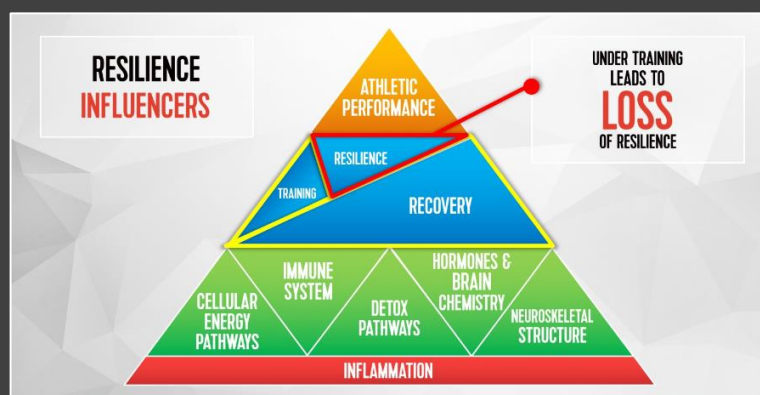 RESILIENCE
INFLUENCERS
UNDER TRAINING
LEADS TO
LOSS
OF RESILIENCE
ATHLETIC
PERFORMANCE
RESILIENCE
TRAINING
RECOVERY
CELLULAR
ENERGY
PATHWAYS
IMMUNE
SYSTEM
DETOX
PATHWAYS
HORMONES &
BRAIN
CHEMISTRY
NEUROSKELETAL
STRUCTURE
INFLAMMATION